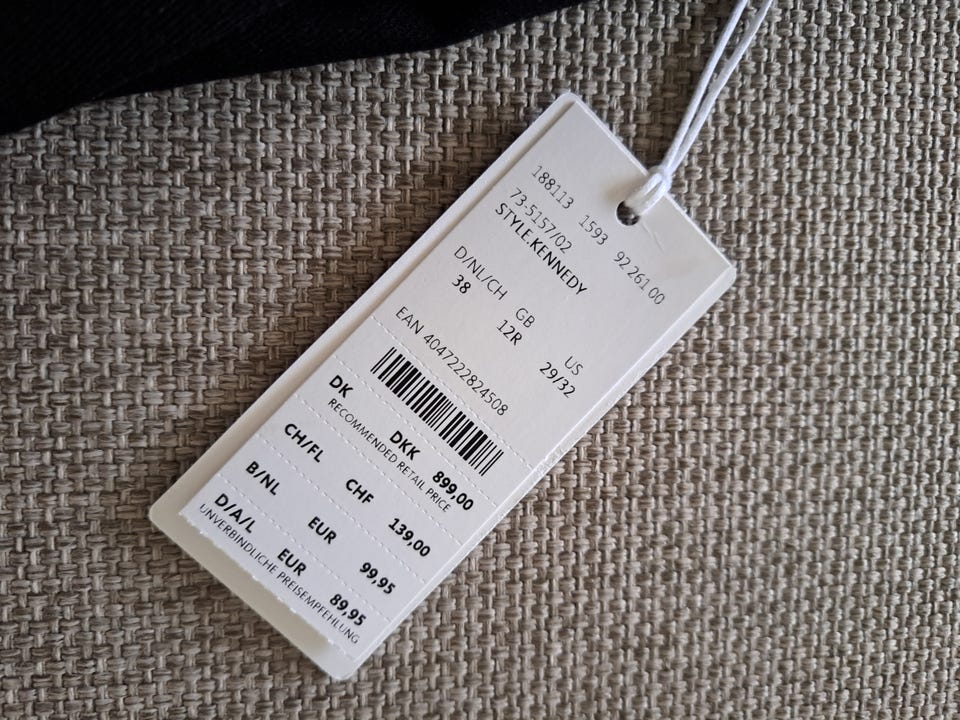 188113 1593 92 261 00
73-5157/02
STYLE.KENNEDY
D/NL/CH GB US
38 12R 29/32
EAN 4047222824508
DK DKK 899,00
RECOMMENDED RETAIL PRICE
CH/FL CHF 139,00
B/NL EUR 99,95
D/A/L EUR 89,95
UNVERBINDLICHE PREISEMPFEHLUNG